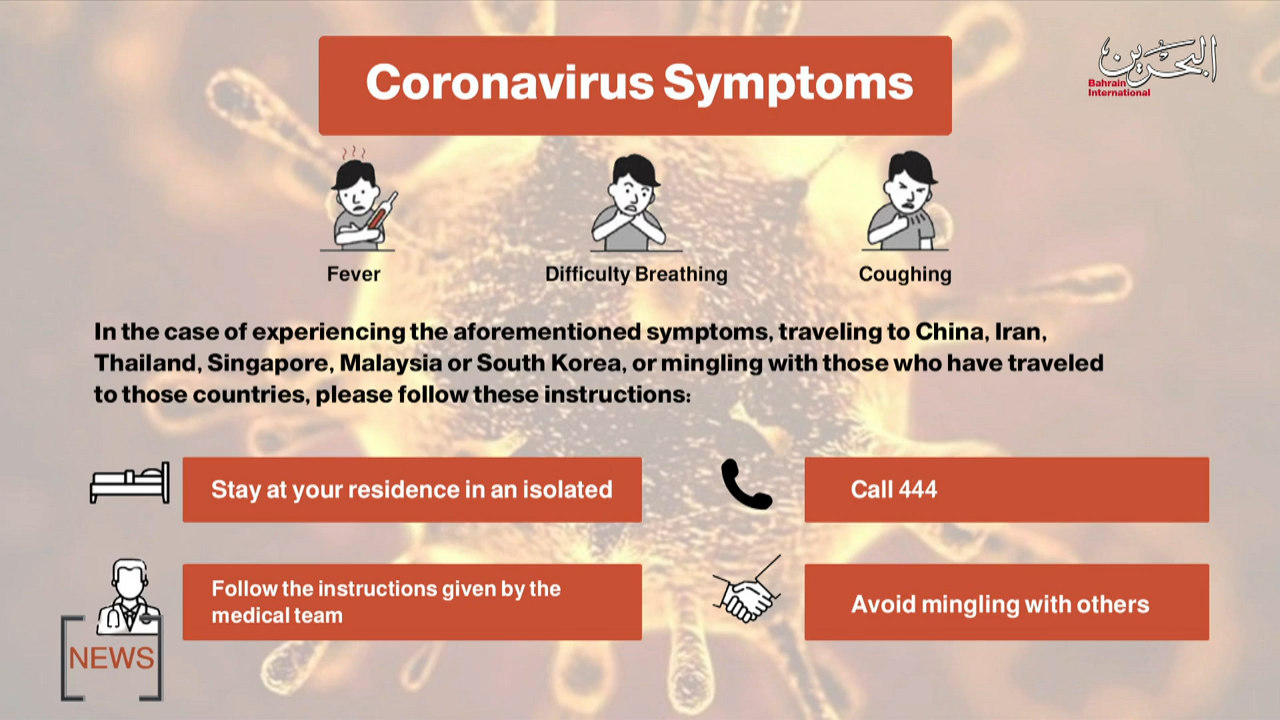 Coronavirus Symptoms
البحرين
Bahrain
International
Fever
Difficulty Breathing
Coughing
In the case of experiencing the aforementioned symptoms, traveling to China, Iran,
Thailand, Singapore, Malaysia or South Korea, or mingling with those who have traveled
to those countries, please follow these instructions:
Stay at your residence in an isolated
Call 444
Follow the instructions given by the
medical team
Avoid mingling with others
NEWS